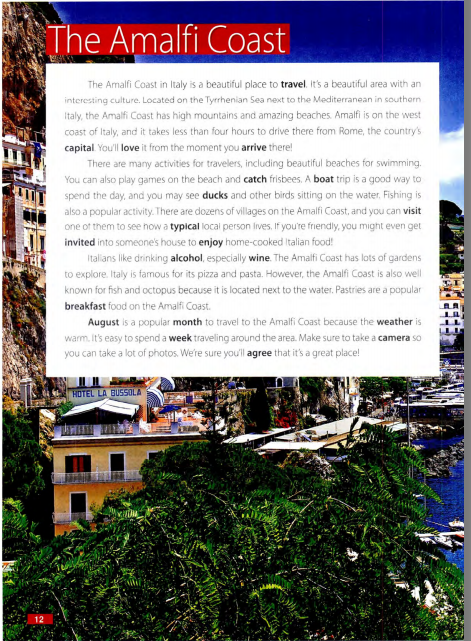 The Amalfi Coast
The Amalfi Coast in Italy is a beautiful place to travel. It's a beautiful area with an
interesting culture. Located on the Tyrrhenian Sea next to the Mediterranean in southern
Italy, the Amalfi Coast has high mountains and amazing beaches. Amalfi is on the west
coast of Italy, and it takes less than four hours to drive there from Rome, the country's
capital. You'll love it from the moment you arrive there!
There are many activities for travelers, including beautiful beaches for swimming.
You can also play games on the beach and catch frisbees. A boat trip is a good way to
spend the day, and you may see ducks and other birds sitting on the water. Fishing is
also a popular activity. There are dozens of villages on the Amalfi Coast, and you can visit
one of them to see how a typical local person lives. If you're friendly, you might even get
invited into someone's house to enjoy home-cooked Italian food!
Italians like drinking alcohol, especially wine. The Amalfi Coast has lots of gardens
to explore. Italy is famous for its pizza and pasta. However, the Amalfi Coast is also well
known for fish and octopus because it is located next to the water. Pastries are a popular
breakfast food on the Amalfi Coast.
August is a popular month to travel to the Amalfi Coast because the weather is
warm. It's easy to spend a week traveling around the area. Make sure to take a camera so
you can take a lot of photos. We're sure you'll agree that it's a great place!
HOTEL LA BUSSOLA
12